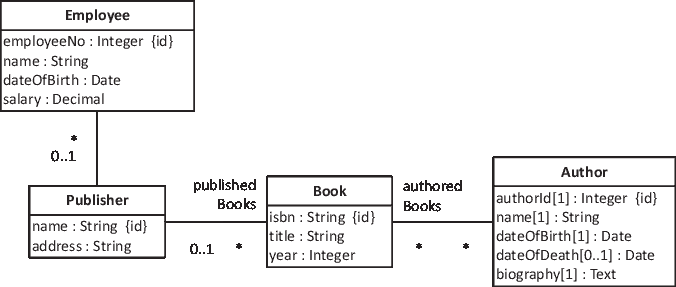 Employee
employeeNo : Integer {id}
name : String
dateOfBirth : Date
salary : Decimal
*
0..1
Publisher
name : String {id}
address : String
published
Books
0..1 *
Book
isbn : String {id}
title : String
year : Integer
authored
Books
* *
Author
authorId[1] : Integer {id}
name[1] : String
dateOfBirth[1] : Date
dateOfDeath[0..1] : Date
biography[1] : Text